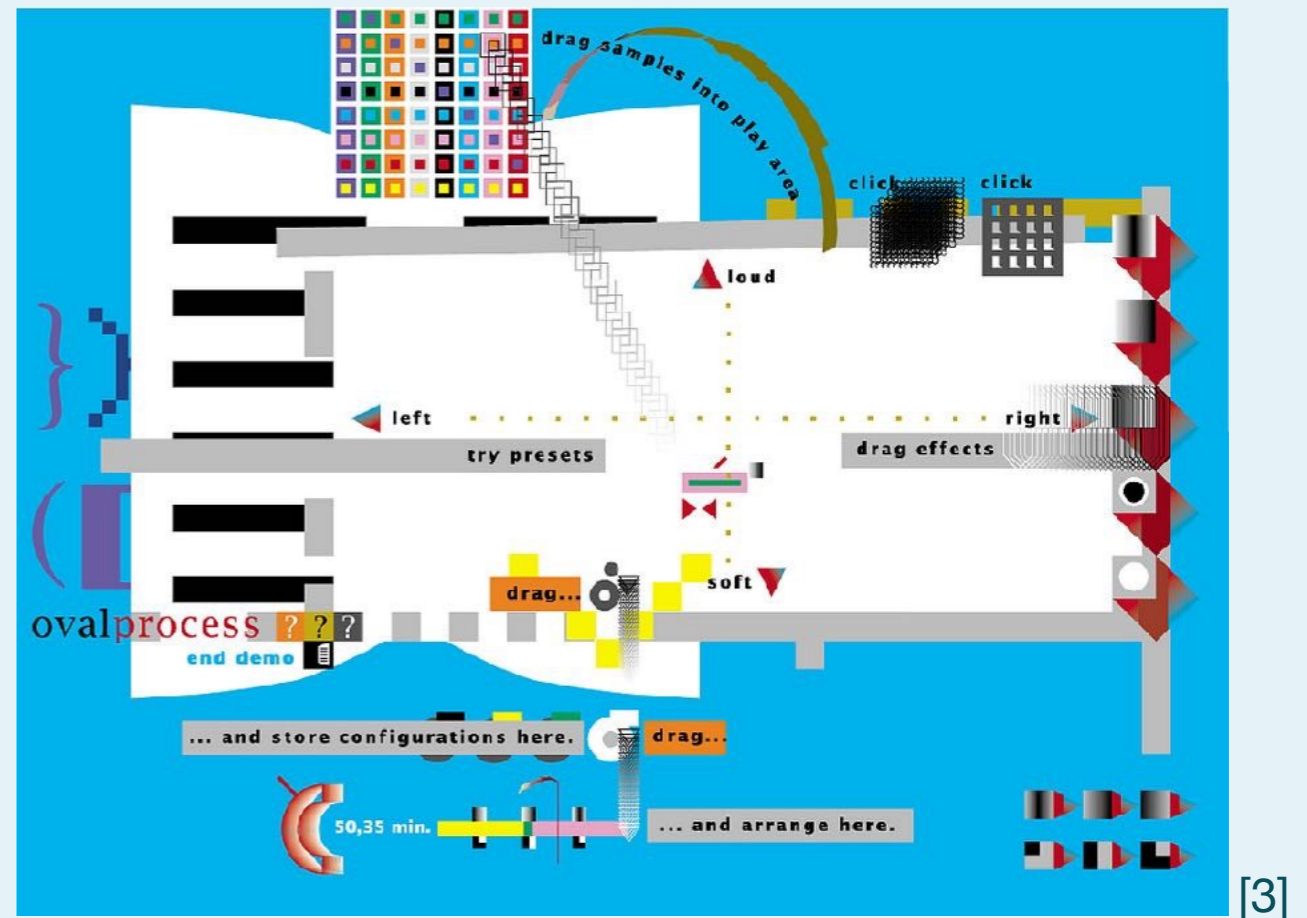 drag samples into play area
click click
loud
left right
try presets drag effects
soft
drag...
ovalprocess ? ? ?
end demo
... and store configurations here. drag...
50,35 min. ... and arrange here.
[3]